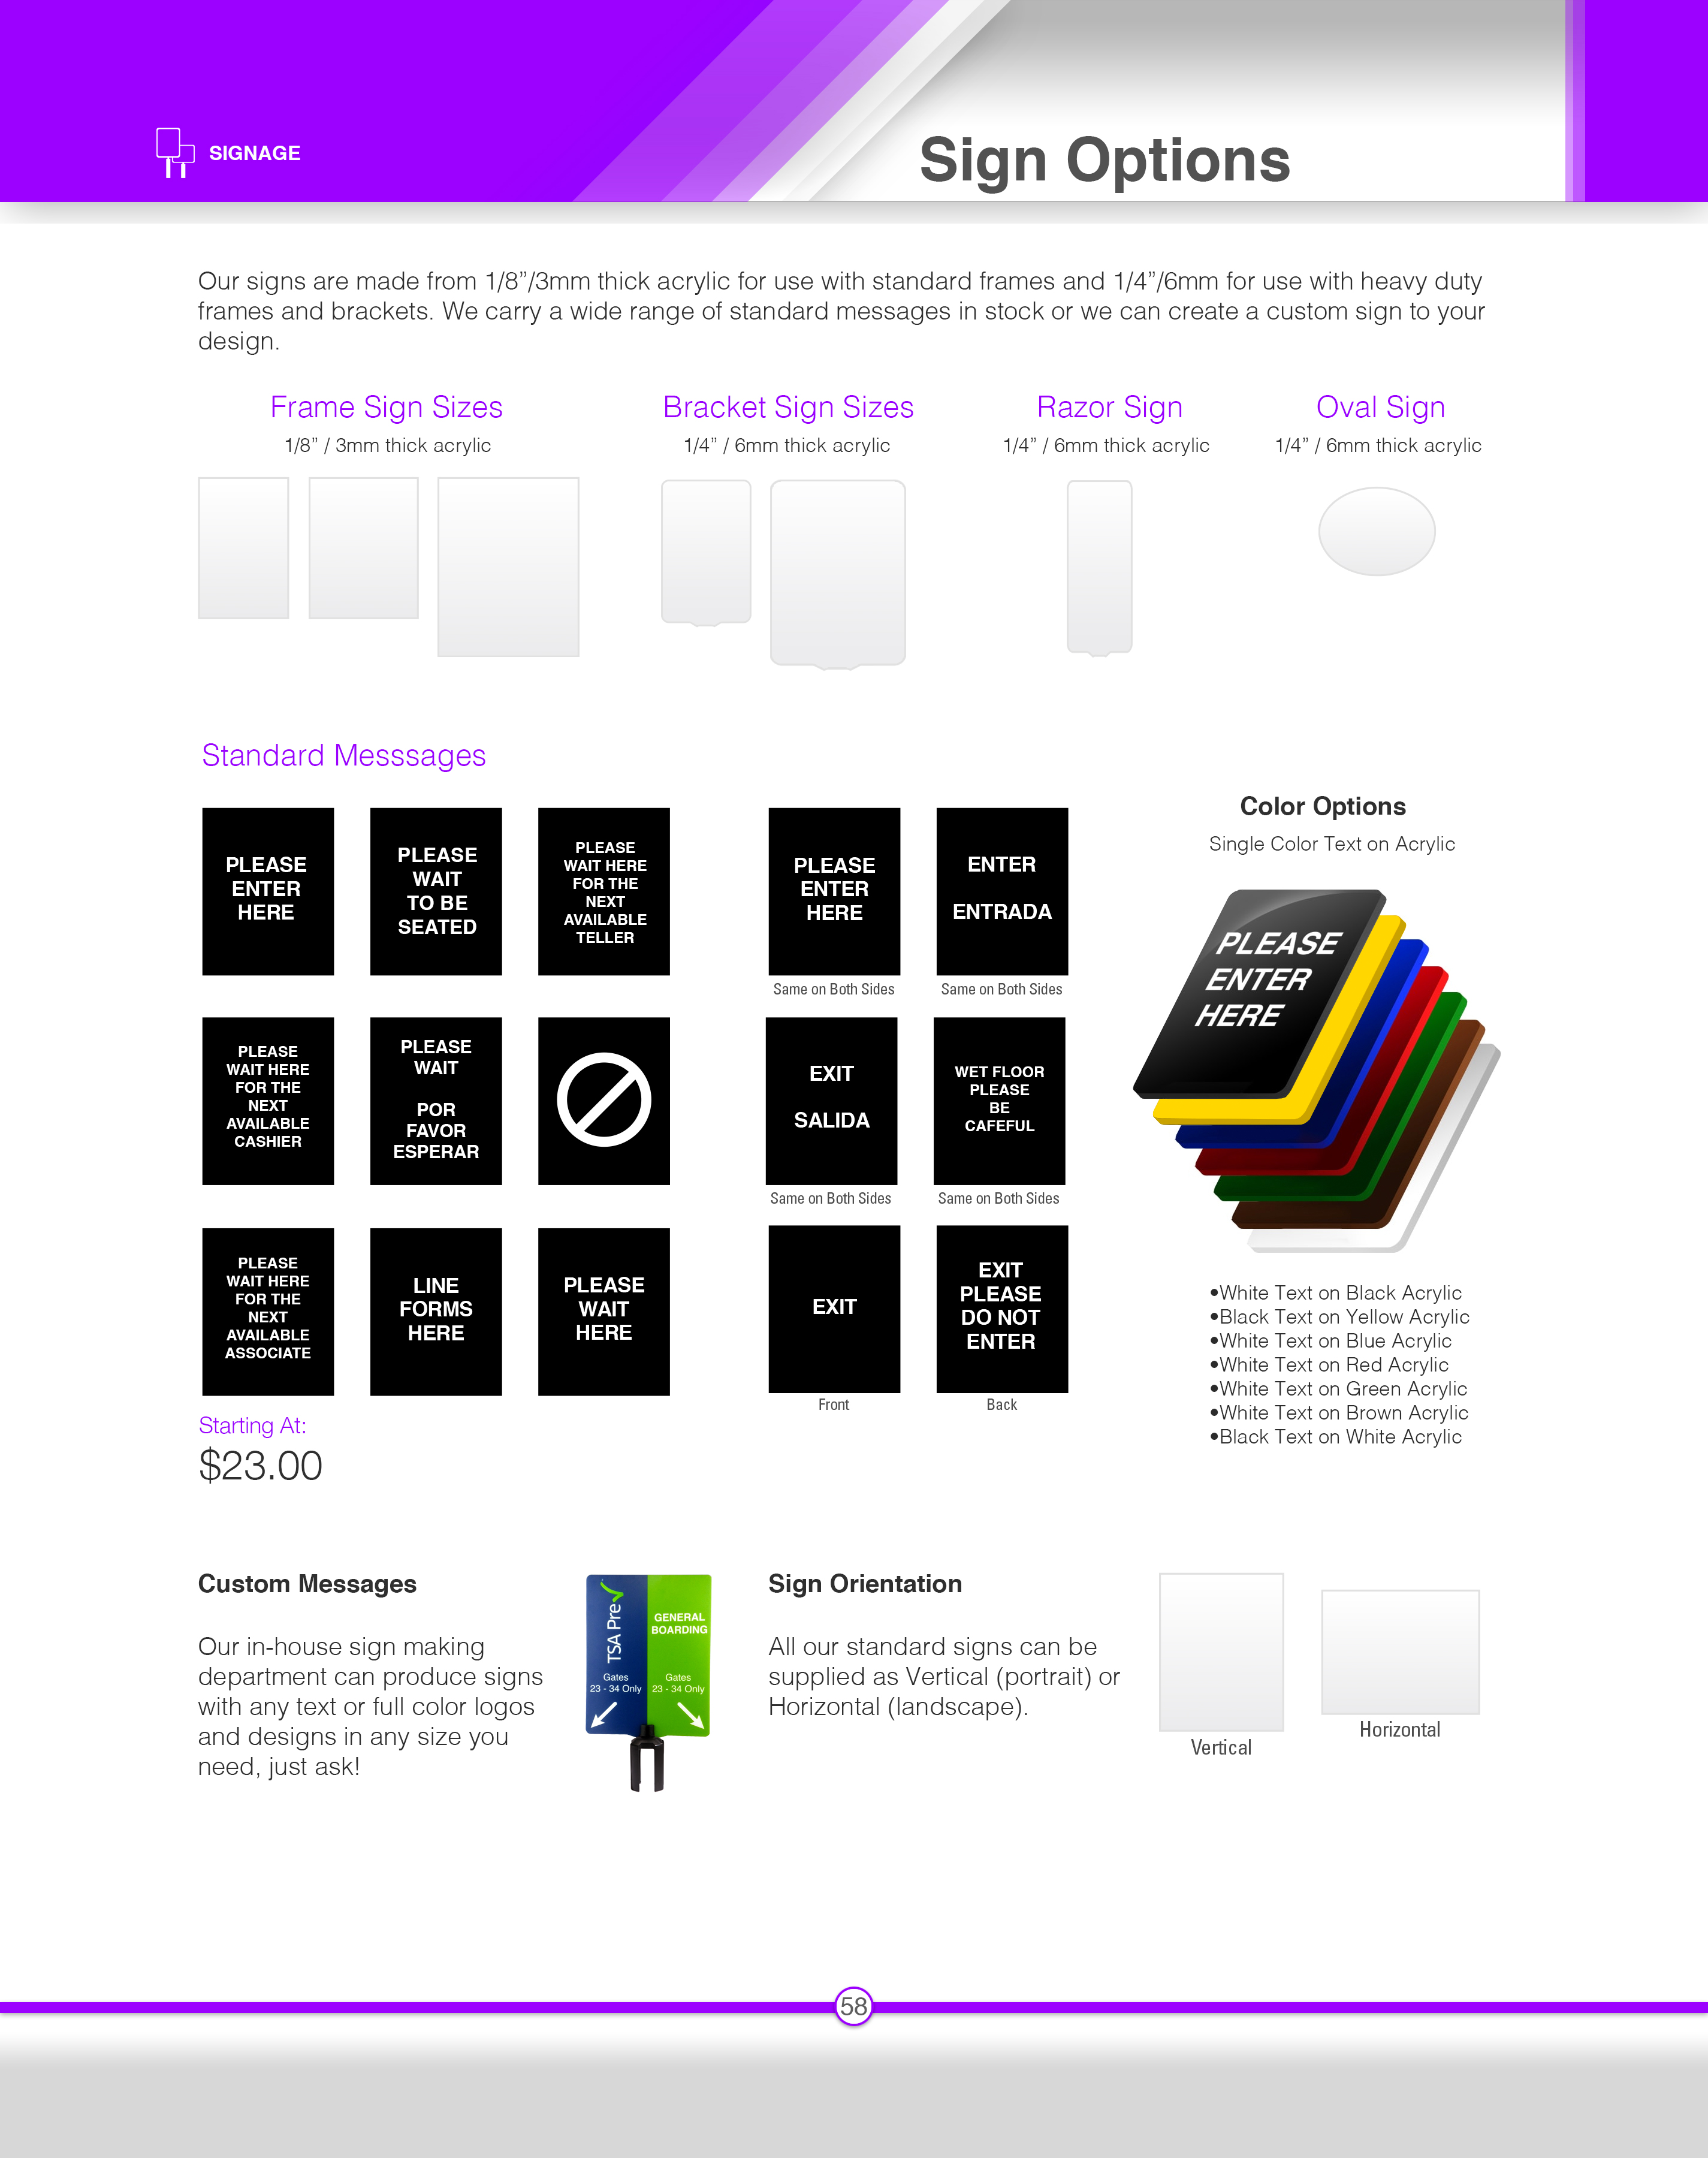 SIGNAGE
Sign Options
Our signs are made from 1/8”/3mm thick acrylic for use with standard frames and 1/4”/6mm for use with heavy duty
frames and brackets. We carry a wide range of standard messages in stock or we can create a custom sign to your
design.
Frame Sign Sizes
1/8” / 3mm thick acrylic
Bracket Sign Sizes
1/4” / 6mm thick acrylic
Razor Sign
1/4” / 6mm thick acrylic
Oval Sign
1/4” / 6mm thick acrylic
Standard Messsages
PLEASE
ENTER
HERE
PLEASE
WAIT
TO BE
SEATED
PLEASE
WAIT HERE
FOR THE
NEXT
AVAILABLE
TELLER
PLEASE
ENTER
HERE
Same on Both Sides
ENTER
ENTRADA
Same on Both Sides
PLEASE
WAIT HERE
FOR THE
NEXT
AVAILABLE
CASHIER
PLEASE
WAIT
POR
FAVOR
ESPERAR
EXIT
SALIDA
Same on Both Sides
WET FLOOR
PLEASE
BE
CAFEFUL
Same on Both Sides
PLEASE
WAIT HERE
FOR THE
NEXT
AVAILABLE
ASSOCIATE
LINE
FORMS
HERE
PLEASE
WAIT
HERE
EXIT
Front
EXIT
PLEASE
DO NOT
ENTER
Back
Starting At:
$23.00
Color Options
Single Color Text on Acrylic
PLEASE
ENTER
HERE
•White Text on Black Acrylic
•Black Text on Yellow Acrylic
•White Text on Blue Acrylic
•White Text on Red Acrylic
•White Text on Green Acrylic
•White Text on Brown Acrylic
•Black Text on White Acrylic
Custom Messages
Our in-house sign making
department can produce signs
with any text or full color logos
and designs in any size you
need, just ask!
TSA Pre✓
Gates
23 - 34 Only
GENERAL
BOARDING
Gates
23 - 34 Only
Sign Orientation
All our standard signs can be
supplied as Vertical (portrait) or
Horizontal (landscape).
Vertical
Horizontal
58